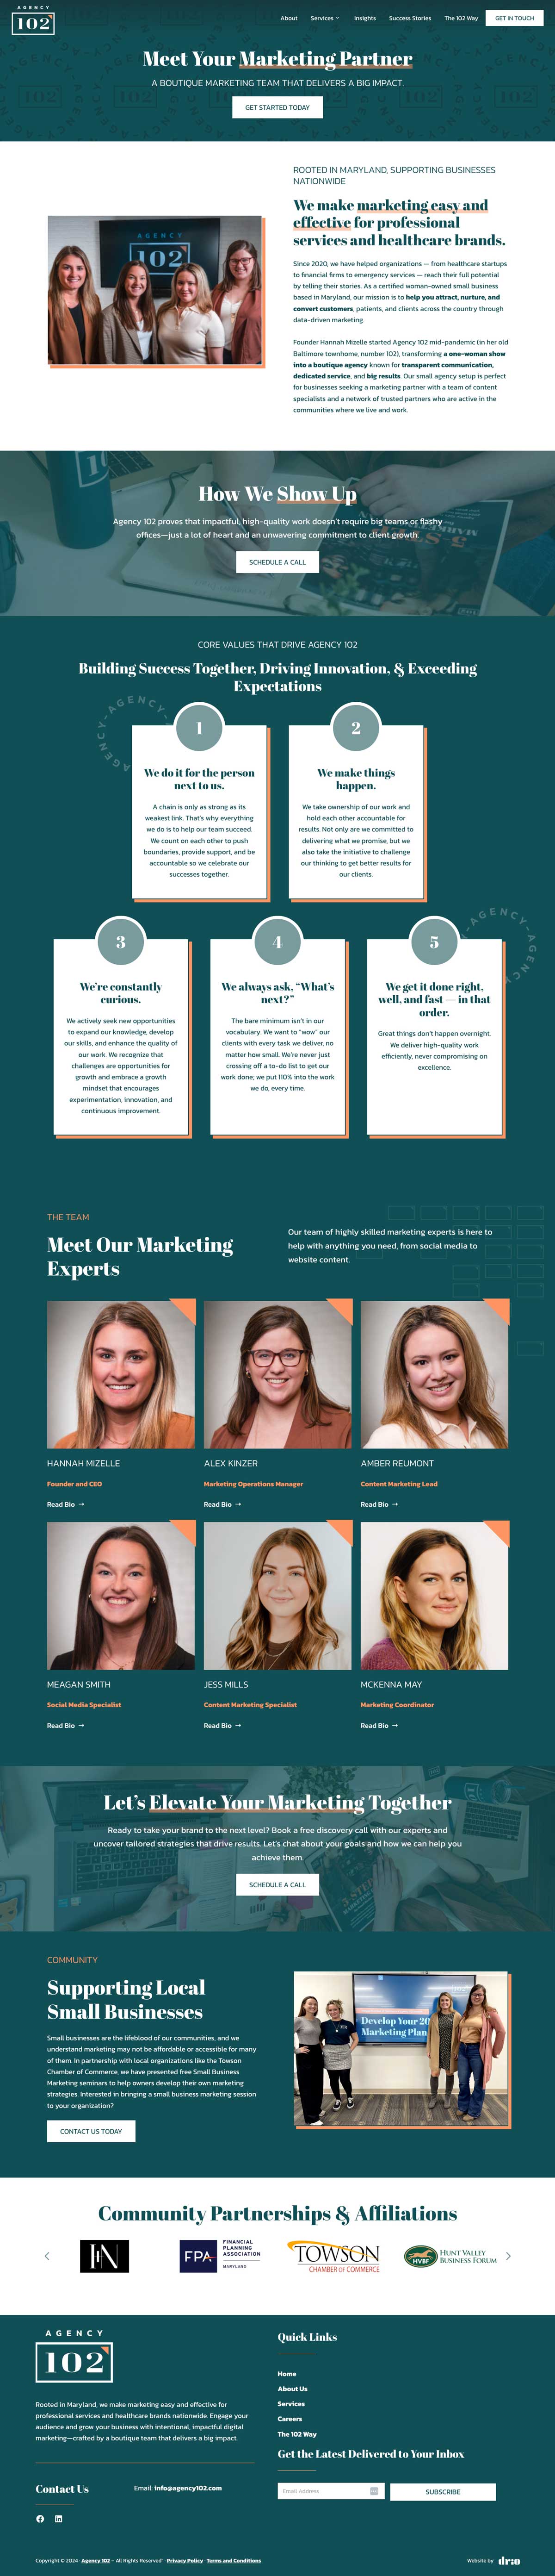 AGENCY
102
About
Services
Insights
Success Stories
The 102 Way
GET IN TOUCH
Meet Your Marketing Partner
A BOUTIQUE MARKETING TEAM THAT DELIVERS A BIG IMPACT.
GET STARTED TODAY
ROOTED IN MARYLAND, SUPPORTING BUSINESSES
NATIONWIDE
We make marketing easy and
effective for professional
services and healthcare brands.
Since 2020, we have helped organizations — from healthcare startups
to financial firms to emergency services — reach their full potential
by telling their stories. As a certified woman-owned small business
based in Maryland, our mission is to help you attract, nurture, and
convert customers, patients, and clients across the country through
data-driven marketing.
Founder Hannah Mizelle started Agency 102 mid-pandemic (in her old
Baltimore townhome, number 102), transforming a one-woman show
into a boutique agency known for transparent communication,
dedicated service, and big results. Our small agency setup is perfect
for businesses seeking a marketing partner with a team of content
specialists and a network of trusted partners who are active in the
communities where we live and work.
How We Show Up
Agency 102 proves that impactful, high-quality work doesn't require big teams or flashy
offices—just a lot of heart and an unwavering commitment to client growth.
SCHEDULE A CALL
CORE VALUES THAT DRIVE AGENCY 102
Building Success Together, Driving Innovation, & Exceeding
Expectations
1
We do it for the person
next to us.
A chain is only as strong as its
weakest link. That's why everything
we do is to help our team succeed.
We count on each other to push
boundaries, provide support, and be
accountable so we celebrate our
successes together.
2
We make things
happen.
We take ownership of our work and
hold each other accountable for
results. Not only are we committed to
delivering what we promise, but we
also take the initiative to challenge
our thinking to get better results for
our clients.
3
We're constantly
curious.
We actively seek new opportunities
to expand our knowledge, develop
our skills, and enhance the quality of
our work. We recognize that
challenges are opportunities for
growth and embrace a growth
mindset that encourages
experimentation, innovation, and
continuous improvement.
4
We always ask, “What's
next?”
The bare minimum isn't in our
vocabulary. We want to “wow” our
clients with every task we deliver, no
matter how small. We're never just
crossing off a to-do list to get our
work done; we put 110% into the work
we do, every time.
5
We get it done right,
well, and fast — in that
order.
Great things don't happen overnight.
We deliver high-quality work
efficiently, never compromising on
excellence.
THE TEAM
Meet Our Marketing
Experts
Our team of highly skilled marketing experts is here to
help with anything you need, from social media to
website content.
HANNAH MIZELLE
Founder and CEO
Read Bio →
ALEX KINZER
Marketing Operations Manager
Read Bio →
AMBER REUMONT
Content Marketing Lead
Read Bio →
MEAGAN SMITH
Social Media Specialist
Read Bio →
JESS MILLS
Content Marketing Specialist
Read Bio →
MCKENNA MAY
Marketing Coordinator
Read Bio →
Let's Elevate Your Marketing Together
Ready to take your brand to the next level? Book a free discovery call with our experts and
uncover tailored strategies that drive results. Let's chat about your goals and how we can help you
achieve them.
SCHEDULE A CALL
COMMUNITY
Supporting Local
Small Businesses
Small businesses are the lifeblood of our communities, and we
understand marketing may not be affordable or accessible for many
of them. In partnership with local organizations like the Towson
Chamber of Commerce, we have presented free Small Business
Marketing seminars to help owners develop their own marketing
strategies. Interested in bringing a small business marketing session
to your organization?
CONTACT US TODAY
Develop Your 20
Marketing Plan
Community Partnerships & Affiliations
FPA
FINANCIAL
PLANNING
ASSOCIATION
MARYLAND
TOWSON
CHAMBER OF COMMERCE
HVBF
HUNT VALLEY
BUSINESS FORUM
AGENCY
102
Rooted in Maryland, we make marketing easy and effective for
professional services and healthcare brands nationwide. Engage your
audience and grow your business with intentional, impactful digital
marketing—crafted by a boutique team that delivers a big impact.
Contact Us
Email: info@agency102.com
Quick Links
Home
About Us
Services
Careers
The 102 Way
Get the Latest Delivered to Your Inbox
Email Address
SUBSCRIBE
Copyright © 2024 · Agency 102 – All Rights Reserved · Privacy Policy · Terms and Conditions
Website by